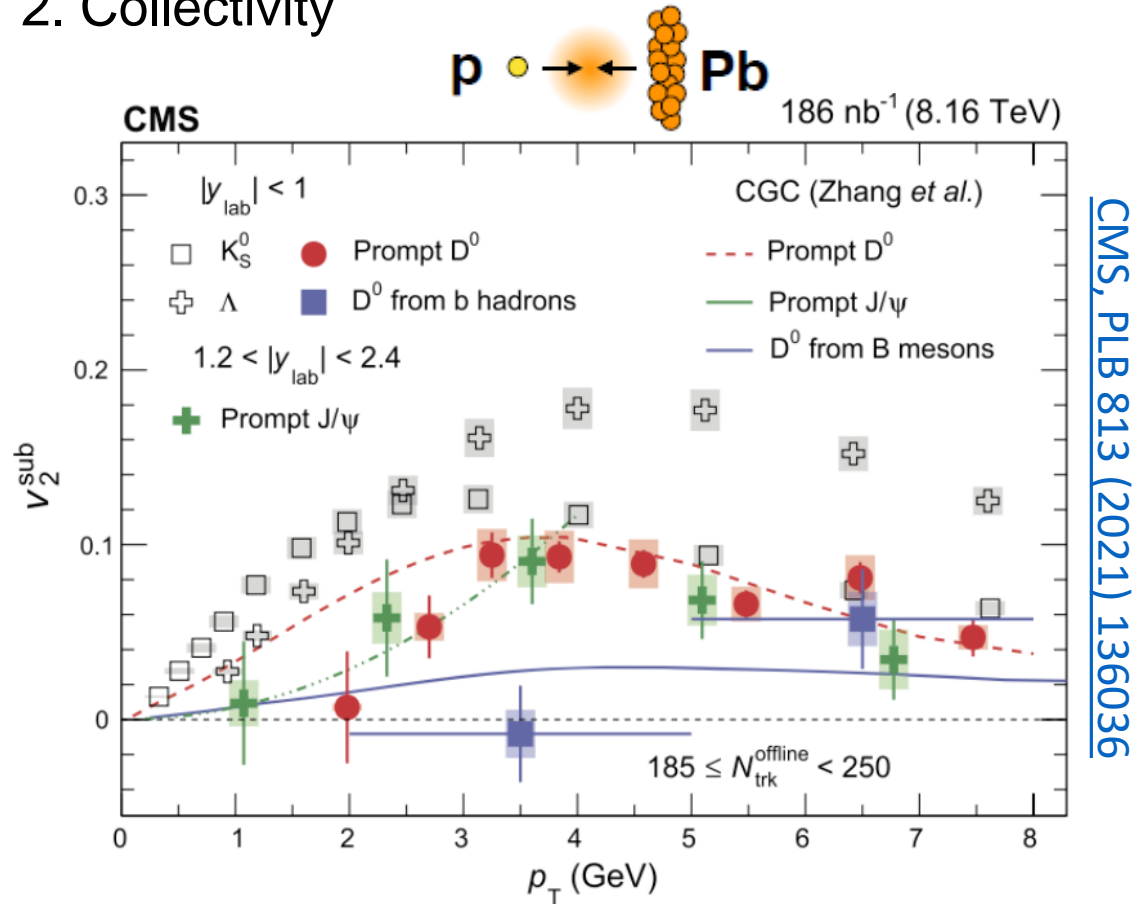 2. Collectivity
p Pb
CMS
186 nb⁻¹ (8.16 TeV)
|y_lab| < 1
K⁰_S
Prompt D⁰
Λ
D⁰ from b hadrons
1.2 < |y_lab| < 2.4
Prompt J/ψ
CGC (Zhang et al.)
Prompt D⁰
Prompt J/ψ
D⁰ from B mesons
185 ≤ N_trk^offline < 250
v₂^sub
0.3
0.2
0.1
0
0 1 2 3 4 5 6 7 8
p_T (GeV)
CMS, PLB 813 (2021) 136036